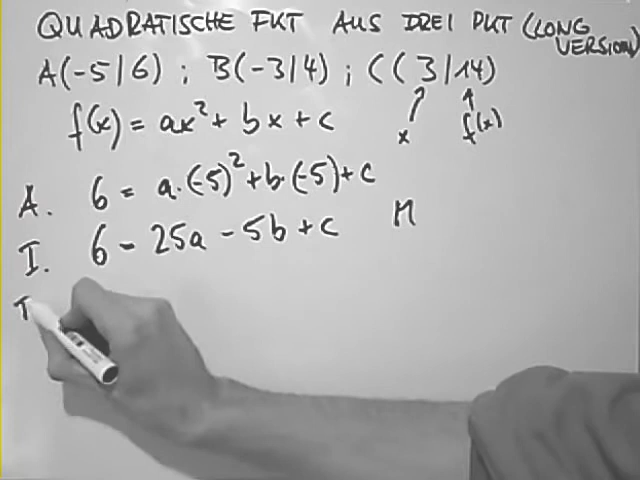 QUADRATISCHE FKT AUS DREI PKT (LONG VERSION)
A(-5/6) ; B(-3/4) ; C(3/14)
f(x) = ax² + bx + c
x f(x)
A. 6 = a·(-5)² + b·(-5) + c
M
I. 6 = 25a - 5b + c